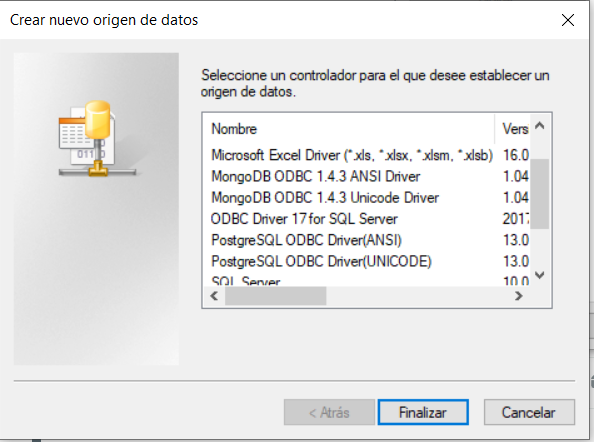 Crear nuevo origen de datos
Seleccione un controlador para el que desee establecer un
origen de datos.
Nombre Vers
Microsoft Excel Driver (*.xls, *.xlsx, *.xlsm, *.xlsb) 16.0
MongoDB ODBC 1.4.3 ANSI Driver 1.04
MongoDB ODBC 1.4.3 Unicode Driver 1.04
ODBC Driver 17 for SQL Server 2017
PostgreSQL ODBC Driver(ANSI) 13.0
PostgreSQL ODBC Driver(UNICODE) 13.0
SQL Server 10.0
< Atrás Finalizar Cancelar